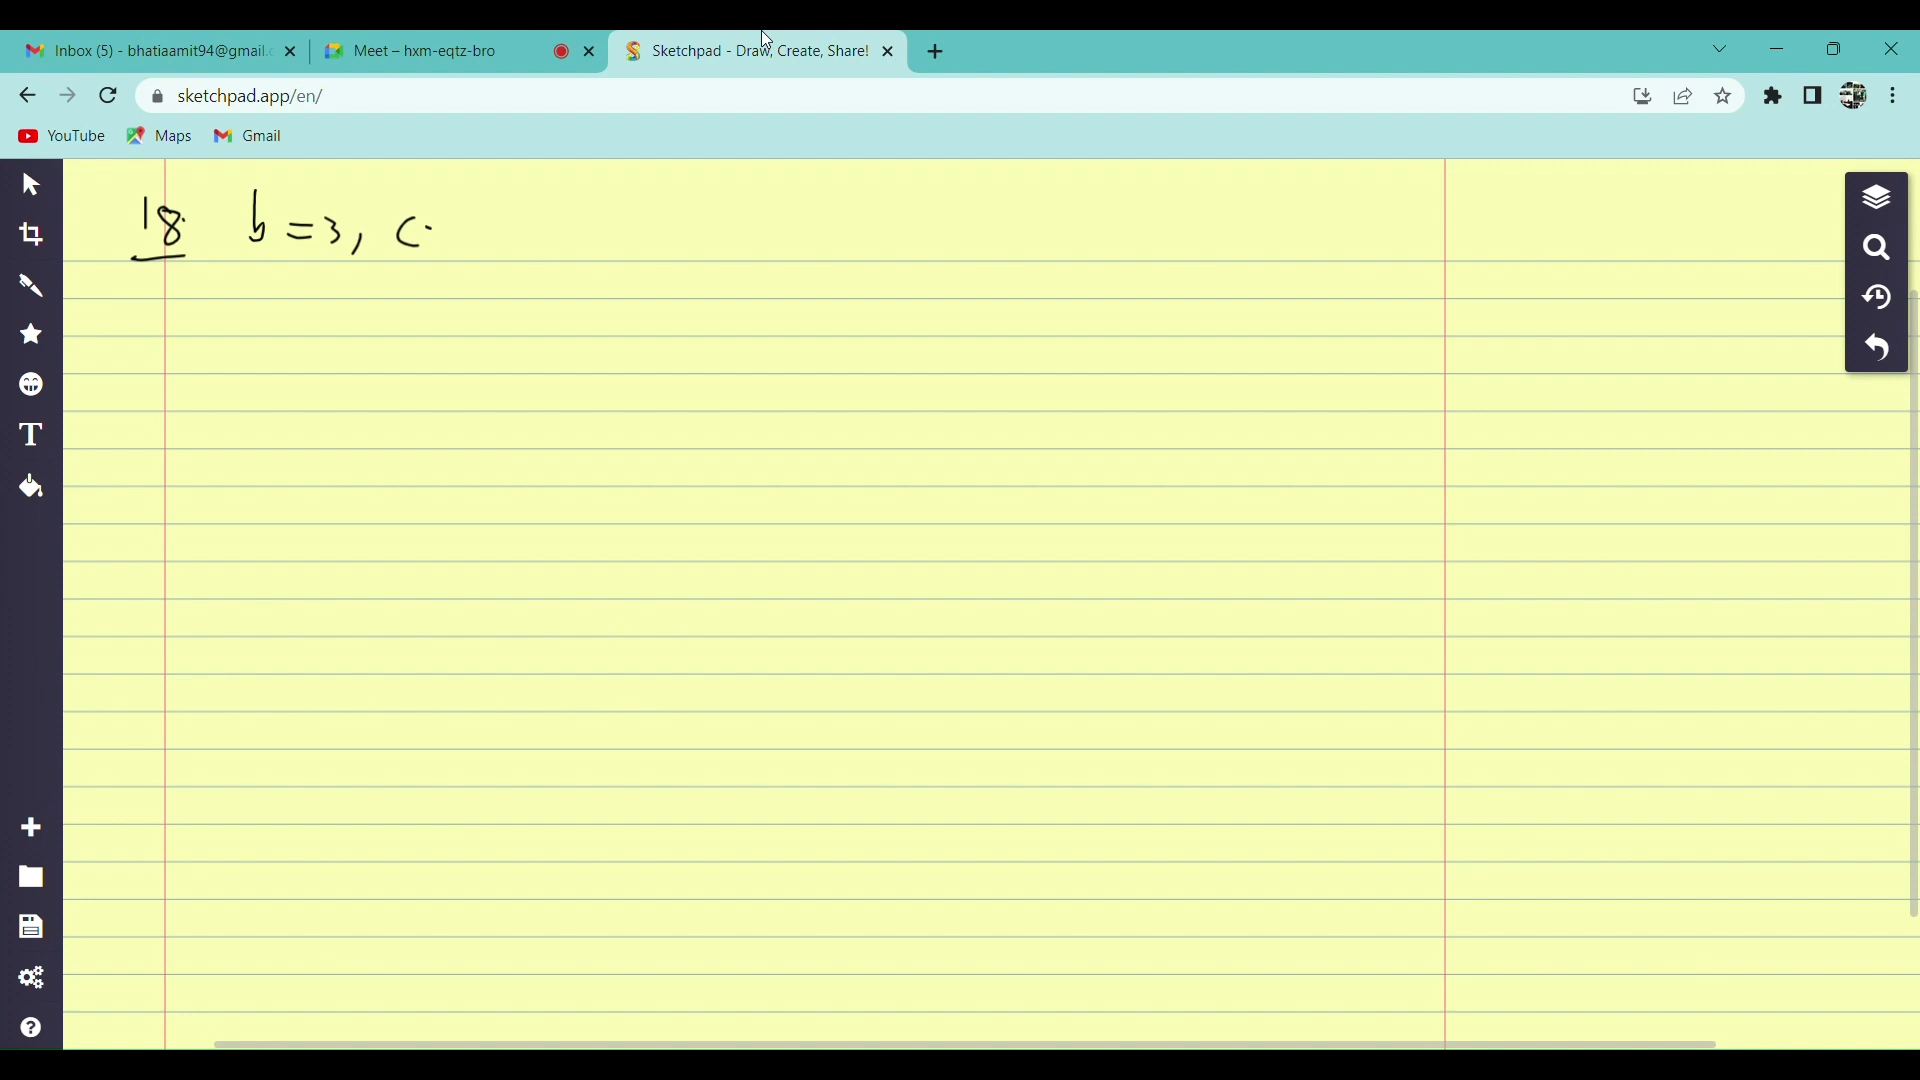 Inbox (5) - bhatiaamit94@gmail.c
Meet – hxm-eqtz-bro
Sketchpad - Draw, Create, Share!
sketchpad.app/en/
YouTube
Maps
Gmail
18 b = 3, c